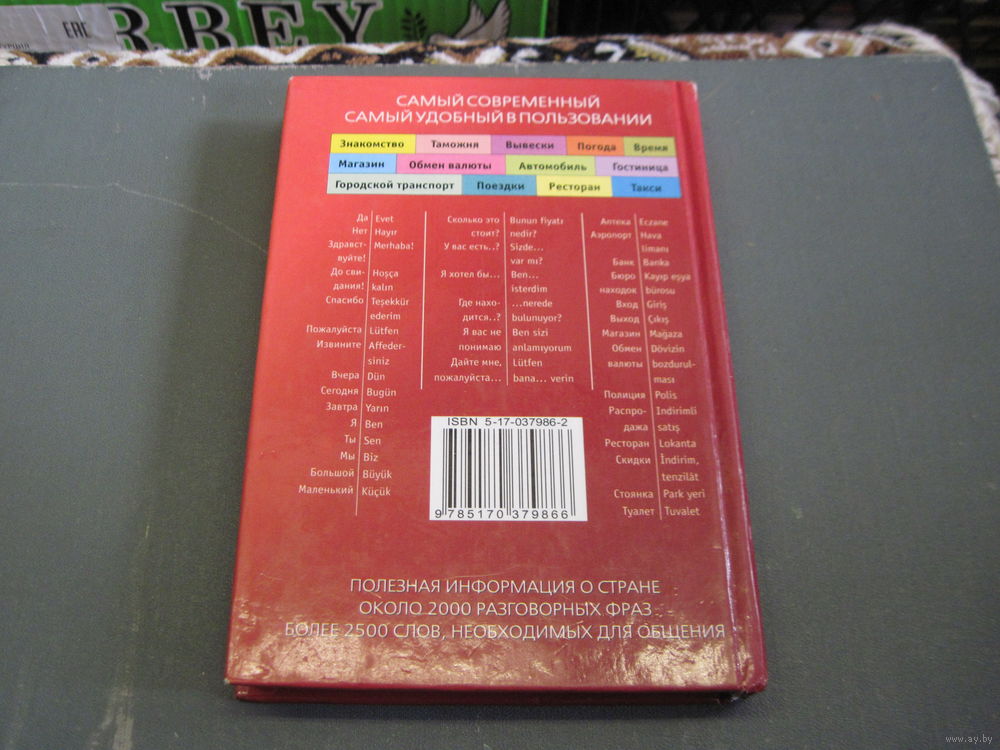 EAC
RBEY
САМЫЙ СОВРЕМЕННЫЙ
САМЫЙ УДОБНЫЙ В ПОЛЬЗОВАНИИ
Знакомство Таможня Вывески Погода Время
Магазин Обмен валюты Автомобиль Гостиница
Городской транспорт Поездки Ресторан Такси
Да Evet
Нет Hayır
Здравст- Merhaba!
вуйте!
До сви- Hoşça
дания! kalın
Спасибо Teşekkür
ederim
Пожалуйста Lütfen
Извините Affeder-
siniz
Вчера Dün
Сегодня Bugün
Завтра Yarın
Я Ben
Ты Sen
Мы Biz
Большой Büyük
Маленький Küçük
Сколько это Bunun fiyatı
стоит? nedir?
У вас есть..? Sizde...
var mı?
Я хотел бы... Ben...
isterdim
Где нахо- ...nerede
дится..? bulunuyor?
Я вас не Ben sizi
понимаю anlamıyorum
Дайте мне, Lütfen
пожалуйста... bana... verin
Аптека Eczane
Аэропорт Hava
limanı
Банк Banka
Бюро Kayıp eşya
находок bürosu
Вход Giriş
Выход Çıkış
Магазин Mağaza
Обмен Dövizin
валюты bozdurul-
ması
Полиция Polis
Распро- Indirimli
дажа satış
Ресторан Lokanta
Скидки İndirim,
tenzilât
Стоянка Park yeri
Туалет Tuvalet
ISBN 5-17-037986-2
9 785170 379866
ПОЛЕЗНАЯ ИНФОРМАЦИЯ О СТРАНЕ
ОКОЛО 2000 РАЗГОВОРНЫХ ФРАЗ
БОЛЕЕ 2500 СЛОВ, НЕОБХОДИМЫХ ДЛЯ ОБЩЕНИЯ
www.ay.by